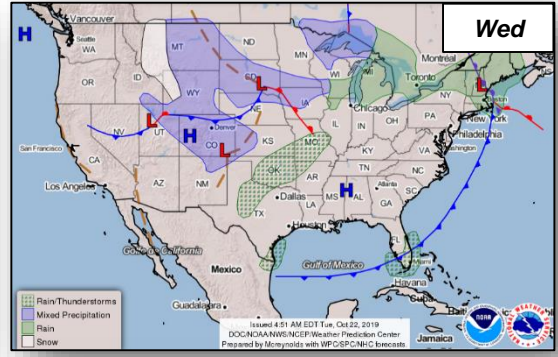 Wed
Vancouver
Seattle
WA
MT
ND
MN
OR
ID
WY
SD
WI
MI
Toronto
Montréal
NY
H
L
NV
UT
Denver
CO
NE
IA
Chicago
IL
IN
OH
PA
New York
Philadelphia
Washington
San Francisco
CA
AZ
NM
KS
MO
KY
WV
VA
OK
AR
TN
NC
Los Angeles
TX
Dallas
LA
MS
AL
GA
Atlanta
SC
Houston
FL
Miami
Golfo de California
Gulf of Mexico
Mexico
Havana
Cuba
Guadalajara
Jamaica
Rain/Thunderstorms
Mixed Precipitation
Rain
Snow
Issued 4:51 AM EDT Tue, Oct 22, 2019
DOC/NOAA/NWS/NCEP/Weather Prediction Center
Prepared by Mcreynolds with WPC/SPC/NHC forecasts.
NOAA